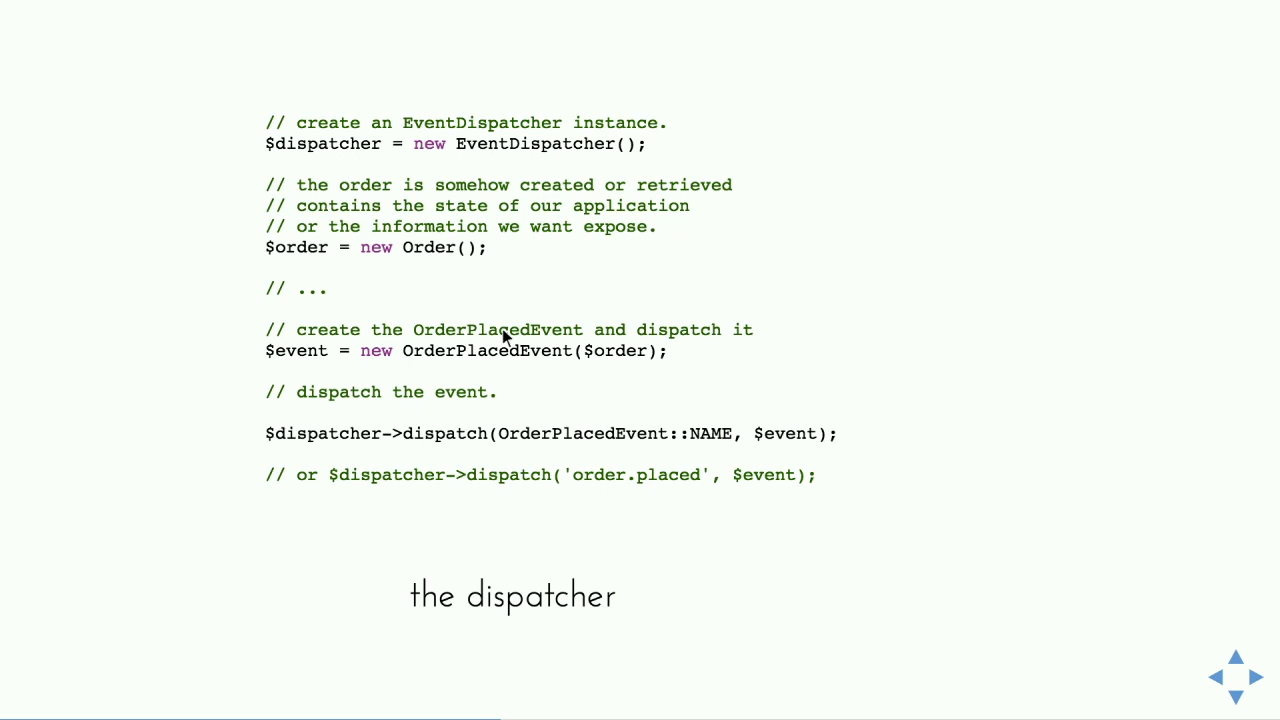 // create an EventDispatcher instance.
$dispatcher = new EventDispatcher();
// the order is somehow created or retrieved
// contains the state of our application
// or the information we want expose.
$order = new Order();
// ...
// create the OrderPlacedEvent and dispatch it
$event = new OrderPlacedEvent($order);
// dispatch the event.
$dispatcher->dispatch(OrderPlacedEvent::NAME, $event);
// or $dispatcher->dispatch('order.placed', $event);
the dispatcher